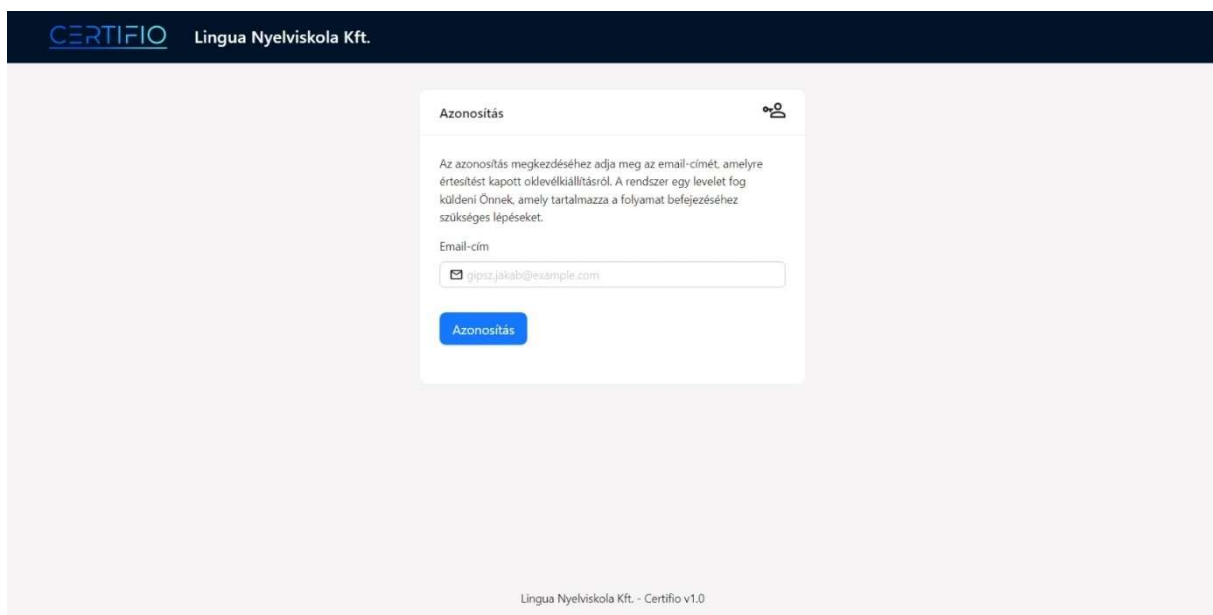 CERTIFIO Lingua Nyelviskola Kft.
Azonosítás
Az azonosítás megkezdéséhez adja meg az email-címét, amelyre
értesítést kapott oklevélkiállításról. A rendszer egy levelet fog
küldeni Önnek, amely tartalmazza a folyamat befejezéséhez
szükséges lépéseket.
Email-cím
gipsz.jakab@example.com
Azonosítás
Lingua Nyelviskola Kft. - Certifio v1.0